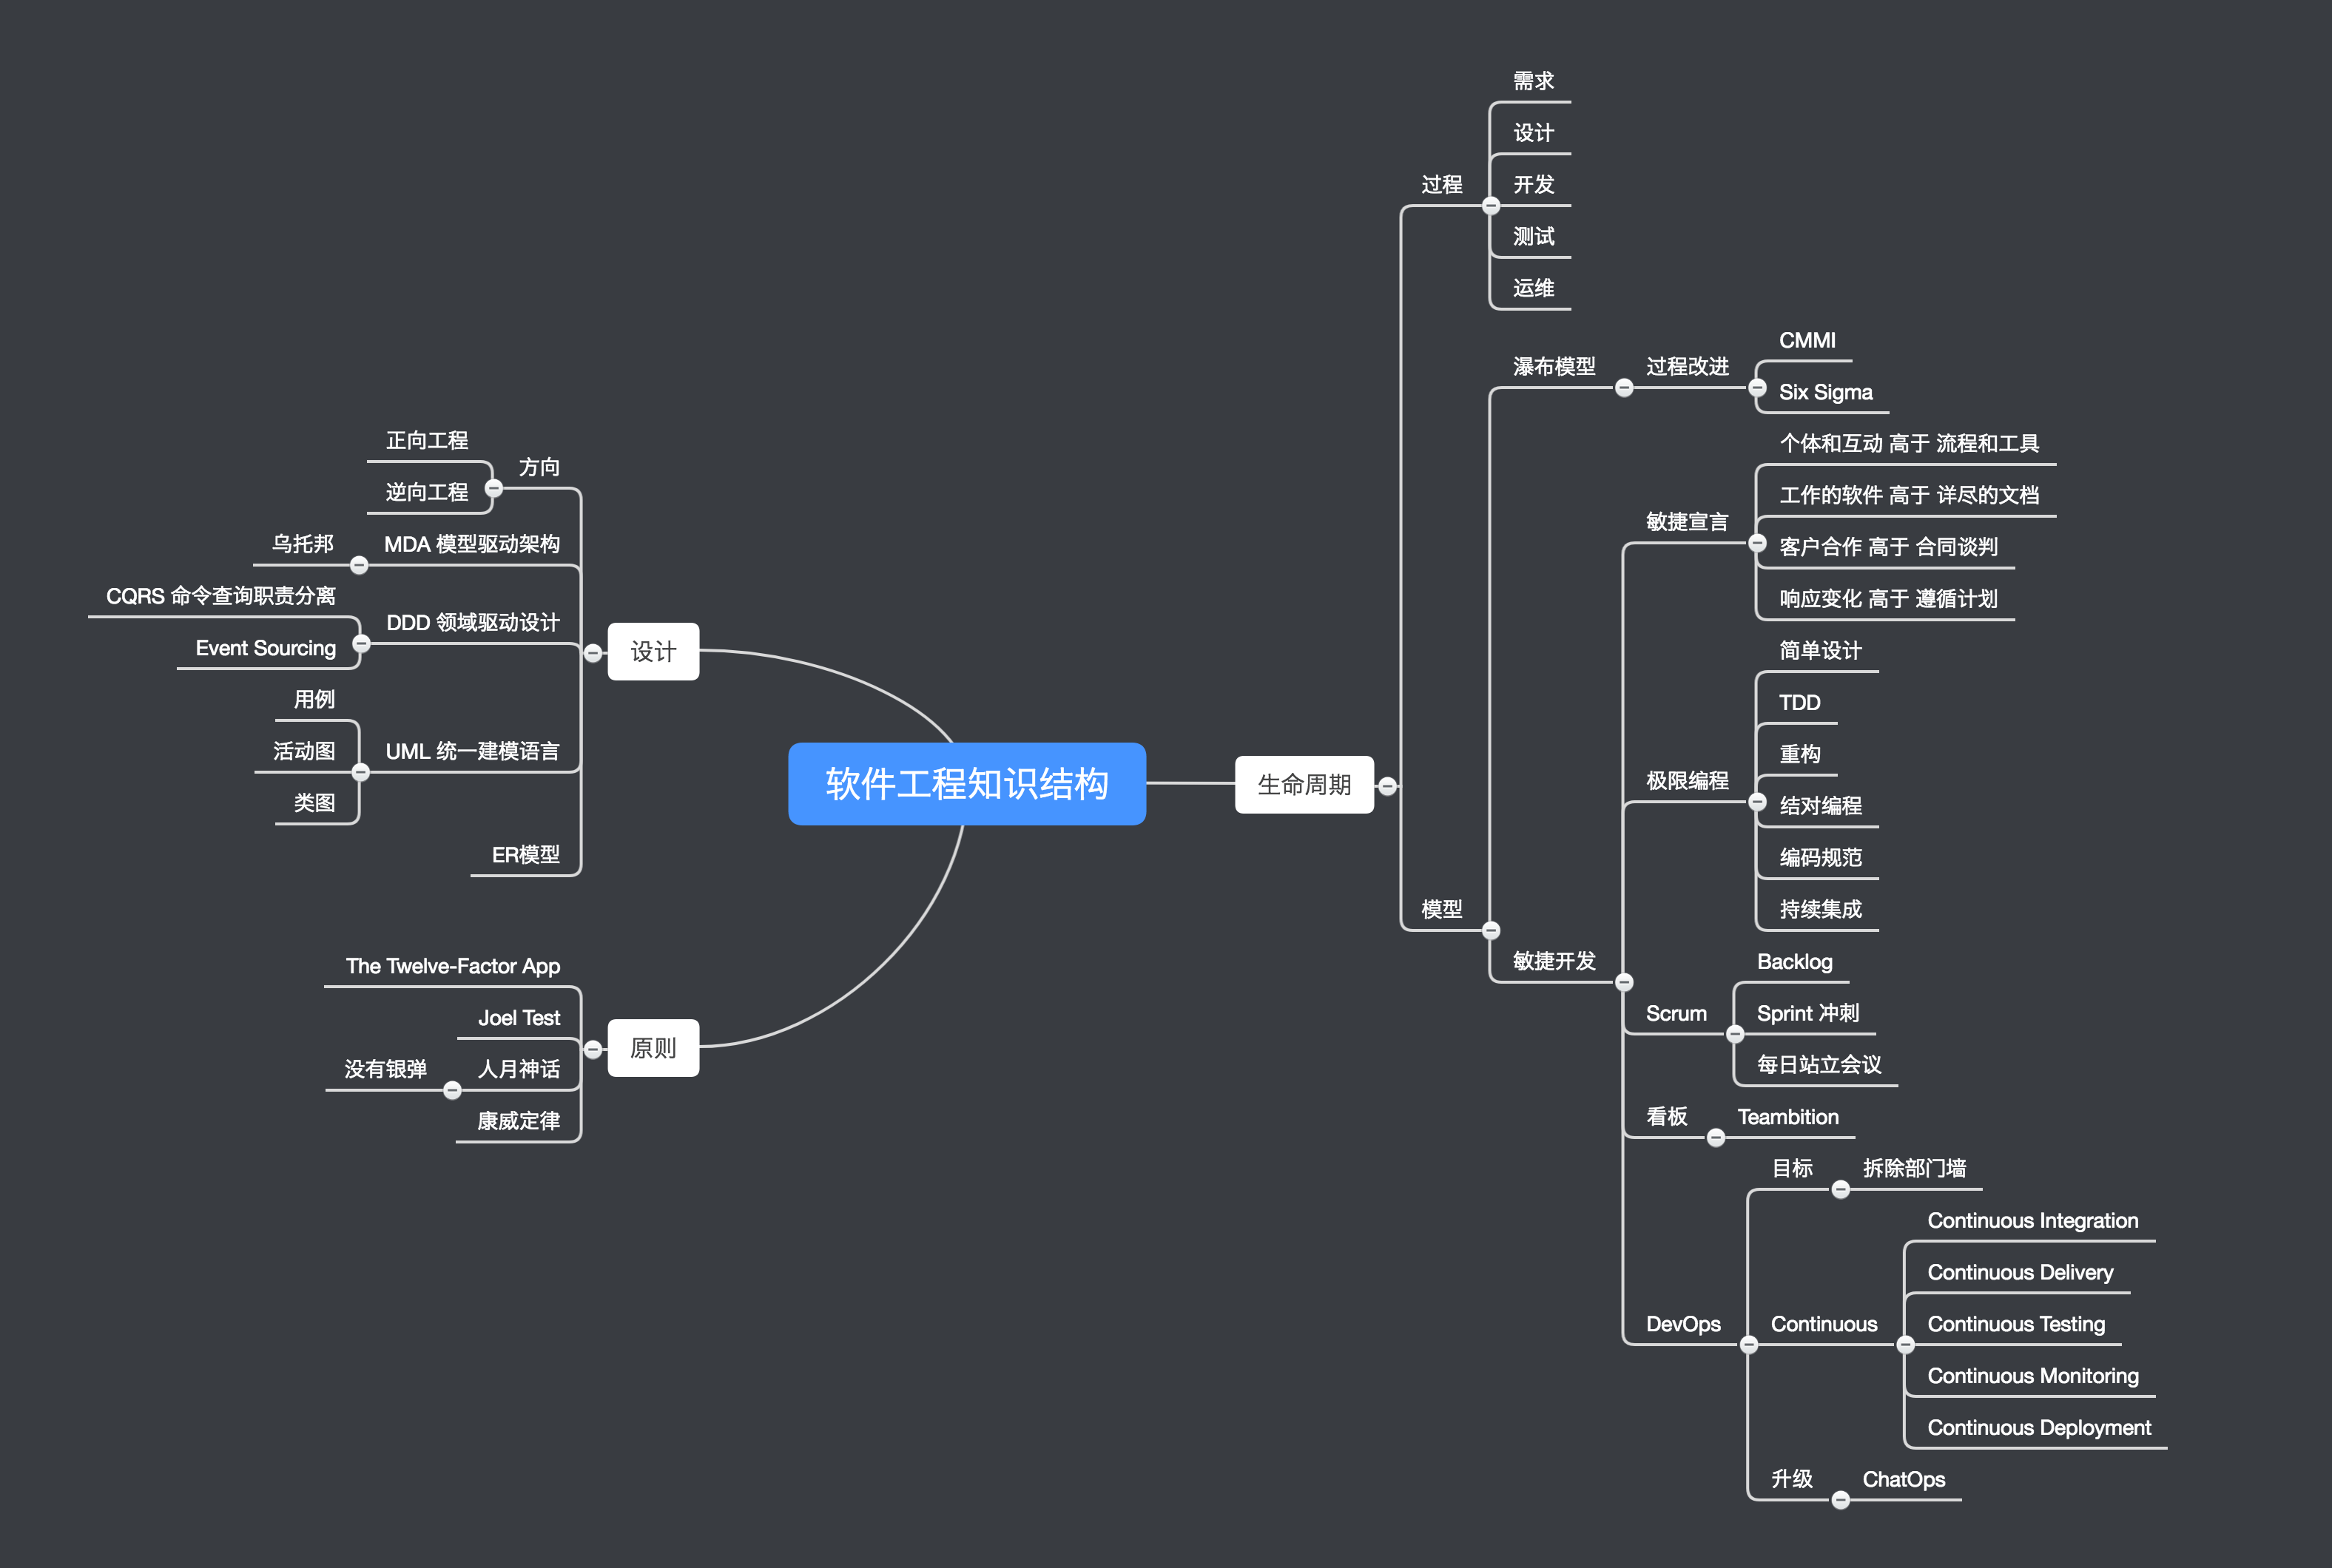 软件工程知识结构
生命周期
过程
需求
设计
开发
测试
运维
模型
瀑布模型
过程改进
CMMI
Six Sigma
敏捷开发
敏捷宣言
个体和互动 高于 流程和工具
工作的软件 高于 详尽的文档
客户合作 高于 合同谈判
响应变化 高于 遵循计划
极限编程
简单设计
TDD
重构
结对编程
编码规范
持续集成
Scrum
Backlog
Sprint 冲刺
每日站立会议
看板
Teambition
DevOps
目标
拆除部门墙
Continuous
Continuous Integration
Continuous Delivery
Continuous Testing
Continuous Monitoring
Continuous Deployment
升级
ChatOps
设计
方向
正向工程
逆向工程
MDA 模型驱动架构
乌托邦
DDD 领域驱动设计
CQRS 命令查询职责分离
Event Sourcing
UML 统一建模语言
用例
活动图
类图
ER模型
原则
The Twelve-Factor App
Joel Test
人月神话
没有银弹
康威定律